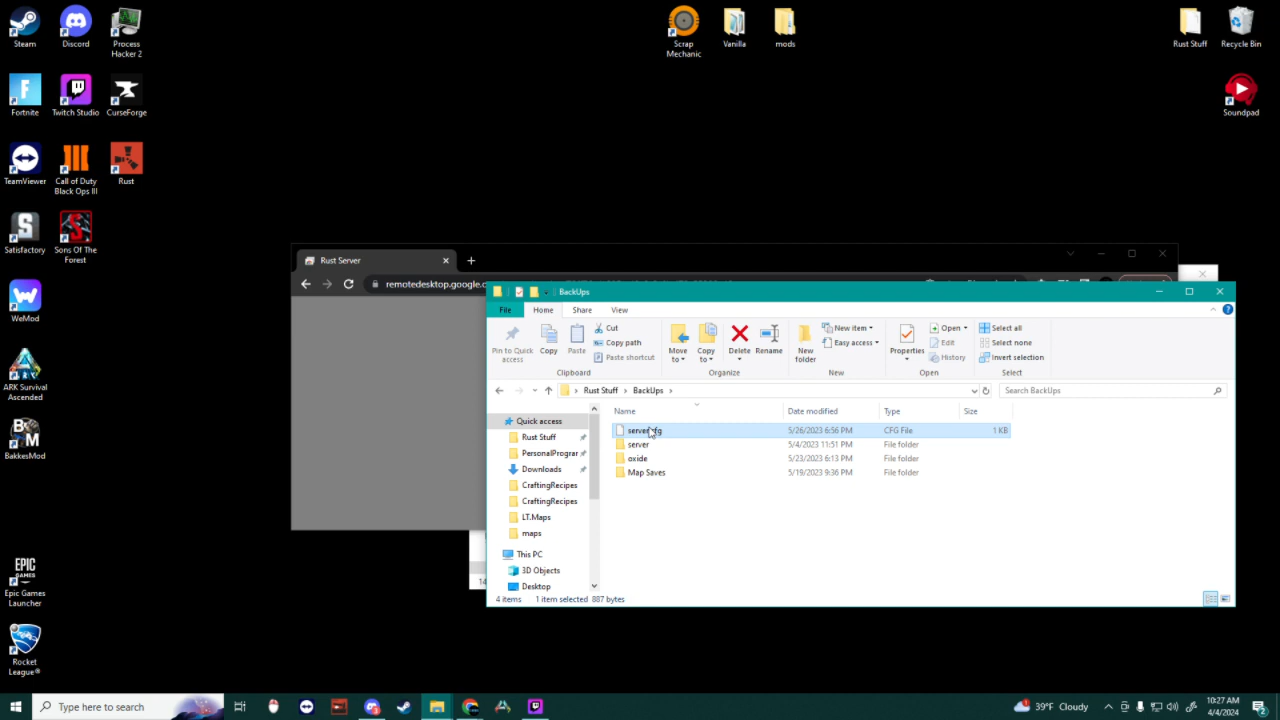 Steam
Discord
Process
Hacker 2
Scrap
Mechanic
Vanilla
mods
Rust Stuff
Recycle Bin
Fortnite
Twitch Studio
CurseForge
Soundpad
TeamViewer
Call of Duty
Black Ops III
Rust
Satisfactory
Sons Of The
Forest
WeMod
ARK Survival
Ascended
BakkesMod
Epic Games
Launcher
Rocket
League®
Rust Server
remotedesktop.google.c
BackUps
File
Home
Share
View
Pin to Quick
access
Copy
Paste
Cut
Copy path
Paste shortcut
Clipboard
Move
to
Copy
to
Delete
Rename
Organize
New
folder
New item
Easy access
New
Properties
Open
Edit
History
Open
Select all
Select none
Invert selection
Select
Rust Stuff
BackUps
Search BackUps
Quick access
Rust Stuff
PersonalPrograr
Downloads
CraftingRecipes
CraftingRecipes
LT.Maps
maps
This PC
3D Objects
Desktop
Name Date modified Type Size
5/26/2023 6:56 PM CFG File 1 KB
server 5/4/2023 11:51 PM File folder
oxide 5/23/2023 6:13 PM File folder
Map Saves 5/19/2023 9:36 PM File folder
4 items 1 item selected 887 bytes
14
Type here to search
39°F Cloudy
10:27 AM
4/4/2024
2